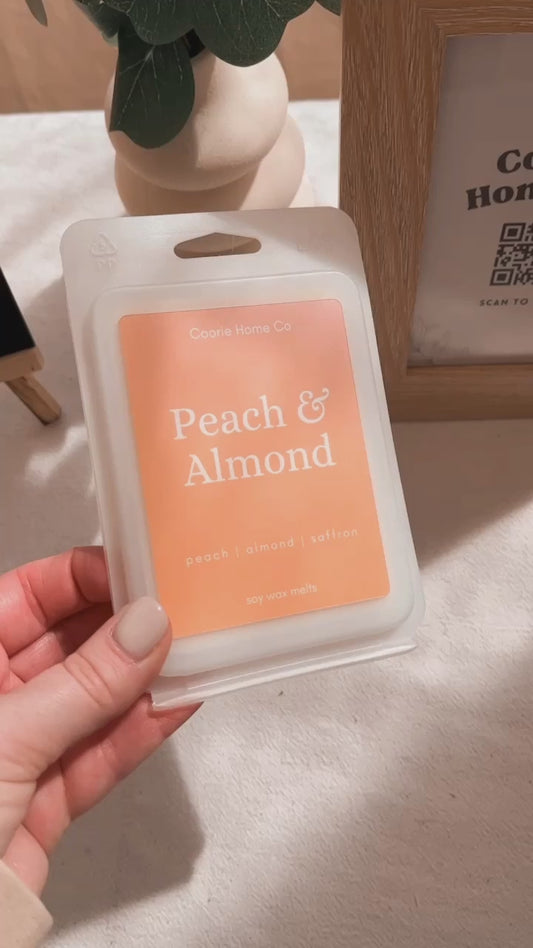 Coorie Home Co
Peach &
Almond
peach | almond | saffron
soy wax melts
SCAN TO